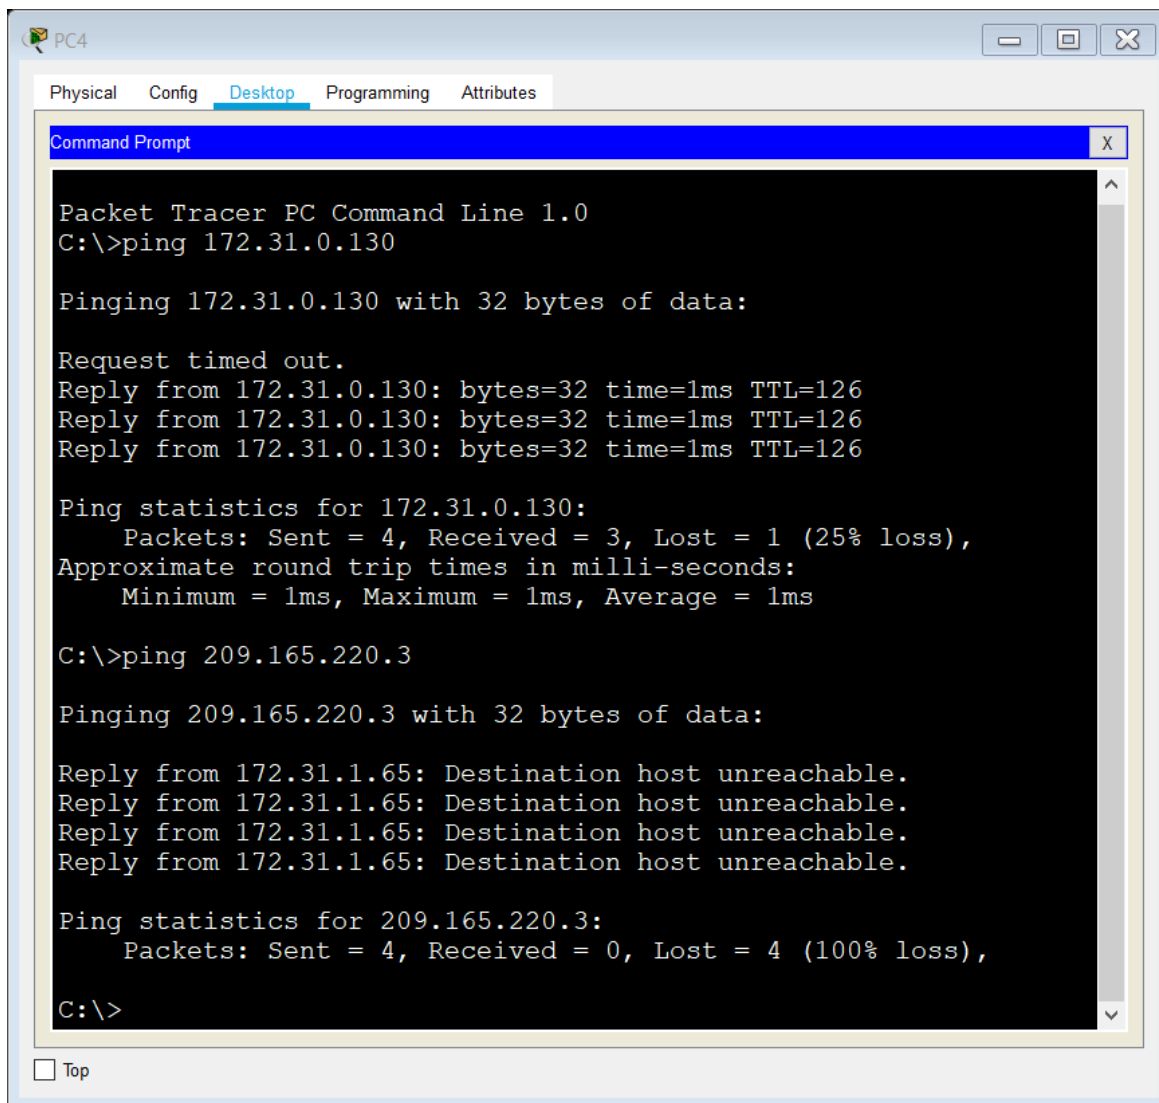 PC4
Physical Config Desktop Programming Attributes
Command Prompt X
Packet Tracer PC Command Line 1.0
C:\>ping 172.31.0.130
Pinging 172.31.0.130 with 32 bytes of data:
Request timed out.
Reply from 172.31.0.130: bytes=32 time=1ms TTL=126
Reply from 172.31.0.130: bytes=32 time=1ms TTL=126
Reply from 172.31.0.130: bytes=32 time=1ms TTL=126
Ping statistics for 172.31.0.130:
    Packets: Sent = 4, Received = 3, Lost = 1 (25% loss),
Approximate round trip times in milli-seconds:
    Minimum = 1ms, Maximum = 1ms, Average = 1ms
C:\>ping 209.165.220.3
Pinging 209.165.220.3 with 32 bytes of data:
Reply from 172.31.1.65: Destination host unreachable.
Reply from 172.31.1.65: Destination host unreachable.
Reply from 172.31.1.65: Destination host unreachable.
Reply from 172.31.1.65: Destination host unreachable.
Ping statistics for 209.165.220.3:
    Packets: Sent = 4, Received = 0, Lost = 4 (100% loss),
C:\>
Top